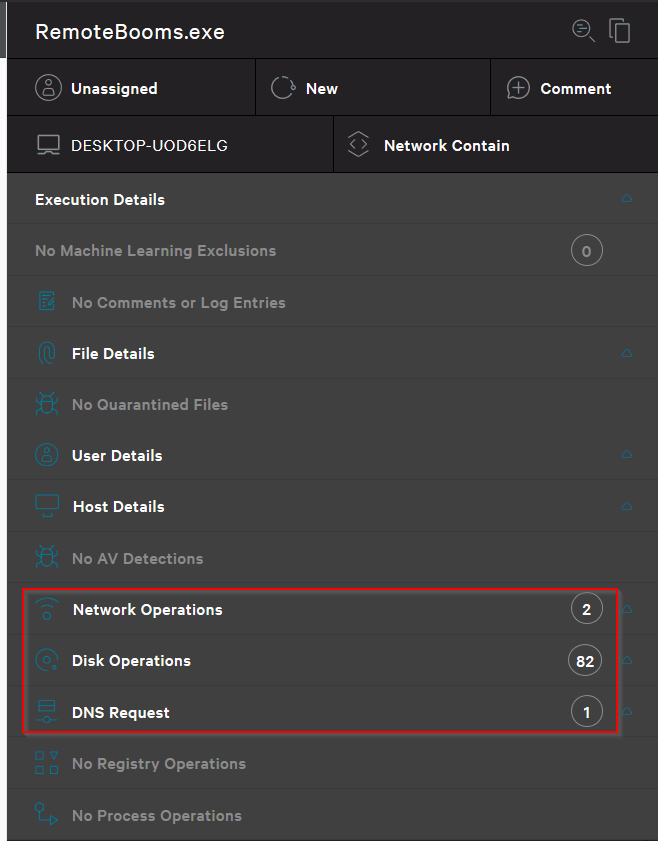 RemoteBooms.exe
Unassigned
New
Comment
DESKTOP-UOD6ELG
Network Contain
Execution Details
No Machine Learning Exclusions
0
No Comments or Log Entries
File Details
No Quarantined Files
User Details
Host Details
No AV Detections
Network Operations
2
Disk Operations
82
DNS Request
1
No Registry Operations
No Process Operations